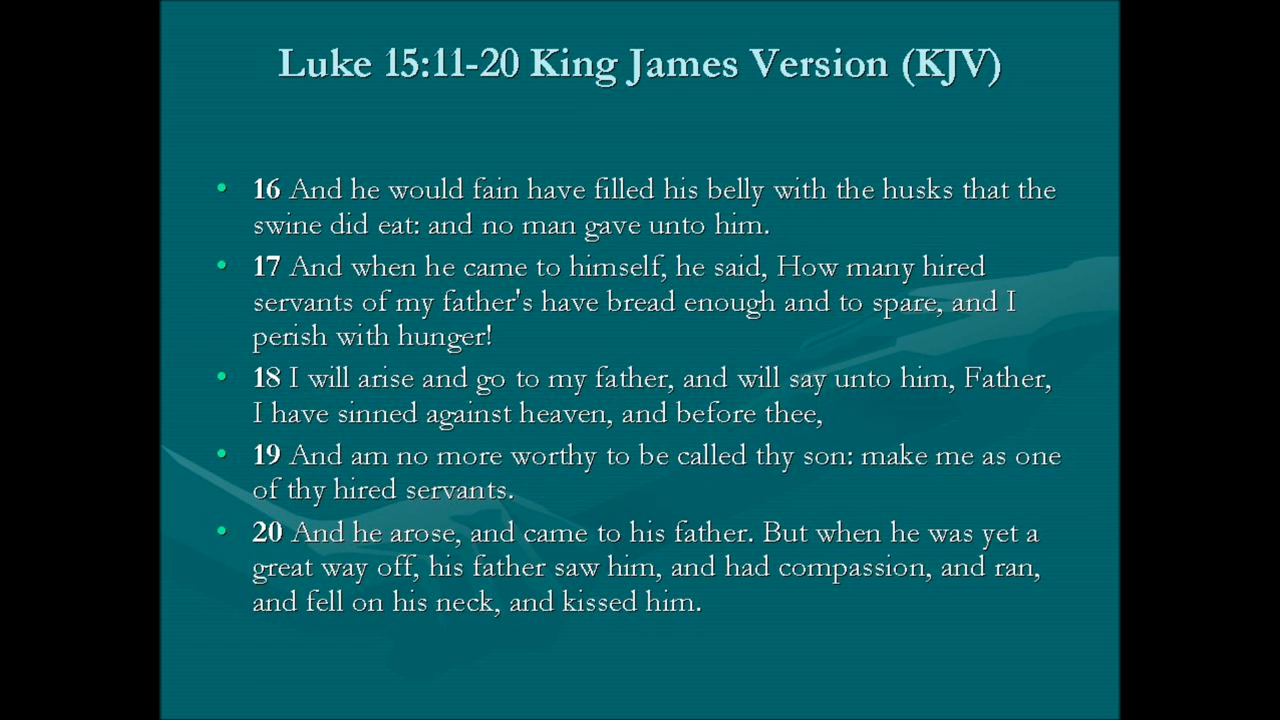 Luke 15:11-20 King James Version (KJV)
• 16 And he would fain have filled his belly with the husks that the
swine did eat: and no man gave unto him.
• 17 And when he came to himself, he said, How many hired
servants of my father's have bread enough and to spare, and I
perish with hunger!
• 18 I will arise and go to my father, and will say unto him, Father,
I have sinned against heaven, and before thee,
• 19 And am no more worthy to be called thy son: make me as one
of thy hired servants.
• 20 And he arose, and came to his father. But when he was yet a
great way off, his father saw him, and had compassion, and ran,
and fell on his neck, and kissed him.